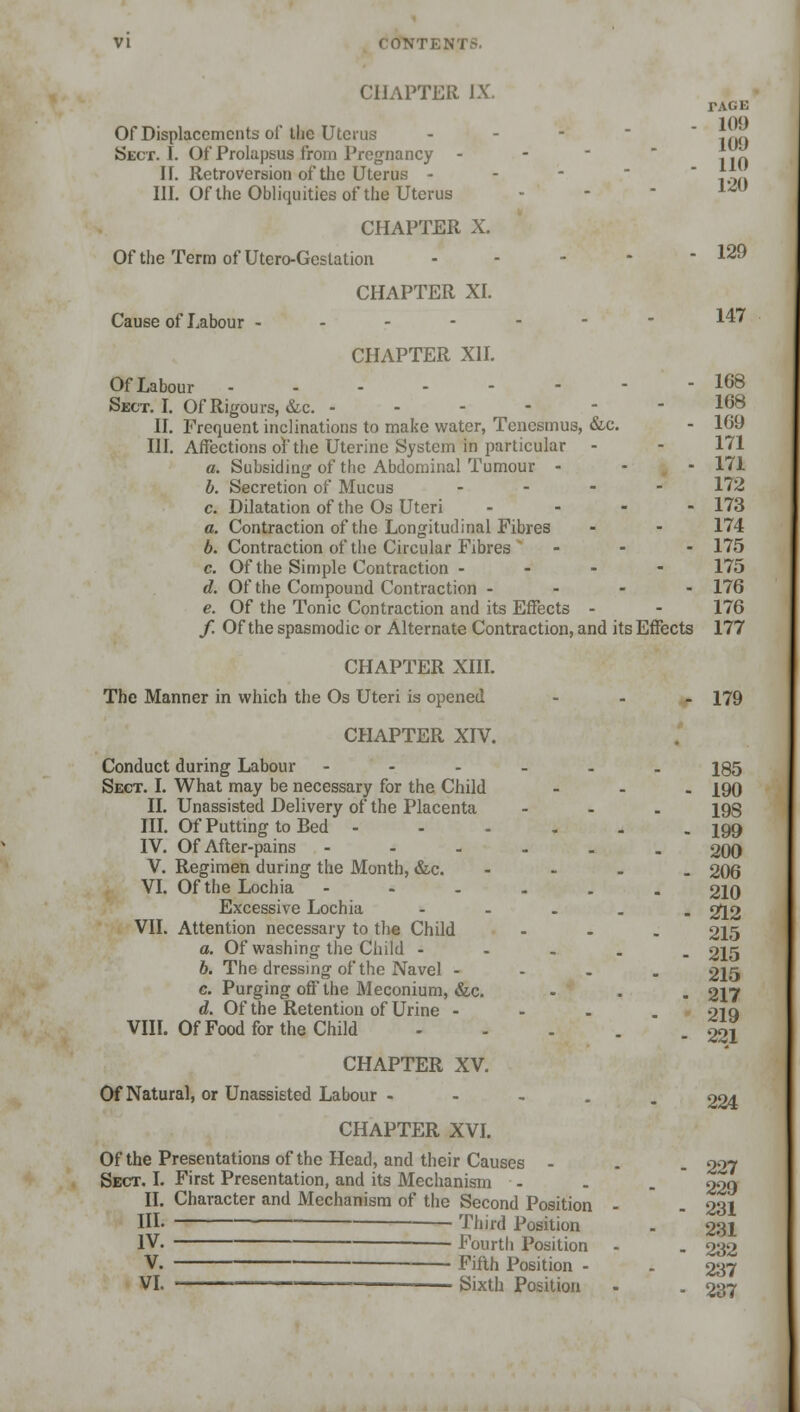 vi CONTENTS.
CHAPTER IX.
PAGE
Of Displacements of the Uterus - - - - - 109
Sect. I. Of Prolapsus from Pregnancy - - - - 109
II. Retroversion of the Uterus - - - - - 110
III. Of the Obliquities of the Uterus - - - 120
CHAPTER X.
Of the Term of Utero-Gestation - - - - - 129
CHAPTER XI.
Cause of Labour - - - - - - - 147
CHAPTER XII.
Of Labour - - - - - - - - 168
Sect. I. Of Rigours, &c. - - - - - - 168
II. Frequent inclinations to make water, Tenesmus, &c. - 169
III. Affections of the Uterine System in particular - - 171
a. Subsiding of the Abdominal Tumour - - - 171
b. Secretion of Mucus - - - - 172
c. Dilatation of the Os Uteri - - - - 173
a. Contraction of the Longitudinal Fibres - - 174
b. Contraction of the Circular Fibres - - - 175
c. Of the Simple Contraction - - - - 175
d. Of the Compound Contraction - - - - 176
e. Of the Tonic Contraction and its Effects - - 176
f. Of the spasmodic or Alternate Contraction, and its Effects 177
CHAPTER XIII.
The Manner in which the Os Uteri is opened - - - 179
CHAPTER XIV.
Conduct during Labour - - - - - - 185
Sect. I. What may be necessary for the Child - - - 190
II. Unassisted Delivery of the Placenta - - - 198
III. Of Putting to Bed - - - - - - 199
IV. Of After-pains - - - - - - 200
V. Regimen during the Month, &c. - - - - 206
VI. Of the Lochia - - - - - - 210
Excessive Lochia - - - - - 212
VII. Attention necessary to the Child - - - 215
a. Of washing the Child - - - - - 215
b. The dressing of the Navel - - - - 215
c. Purging off the Meconium, &c. - - - 217
d. Of the Retention of Urine - - - - 219
VIII. Of Food for the Child - - - - - 221
CHAPTER XV.
Of Natural, or Unassisted Labour - - - - - 224
CHAPTER XVI.
Of the Presentations of the Head, and their Causes - - - 227
Sect. I. First Presentation, and its Mechanism - - - 229
II. Character and Mechanism of the Second Position - - 231
III. ——— Third Position - 231
IV. ——— Fourth Position - - 232
V. ——— Fifth Position - - 237
VI. ——— Sixth Position - - 237